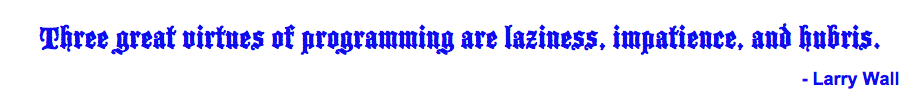 Three great virtues of programming are laziness, impatience, and hubris.
- Larry Wall